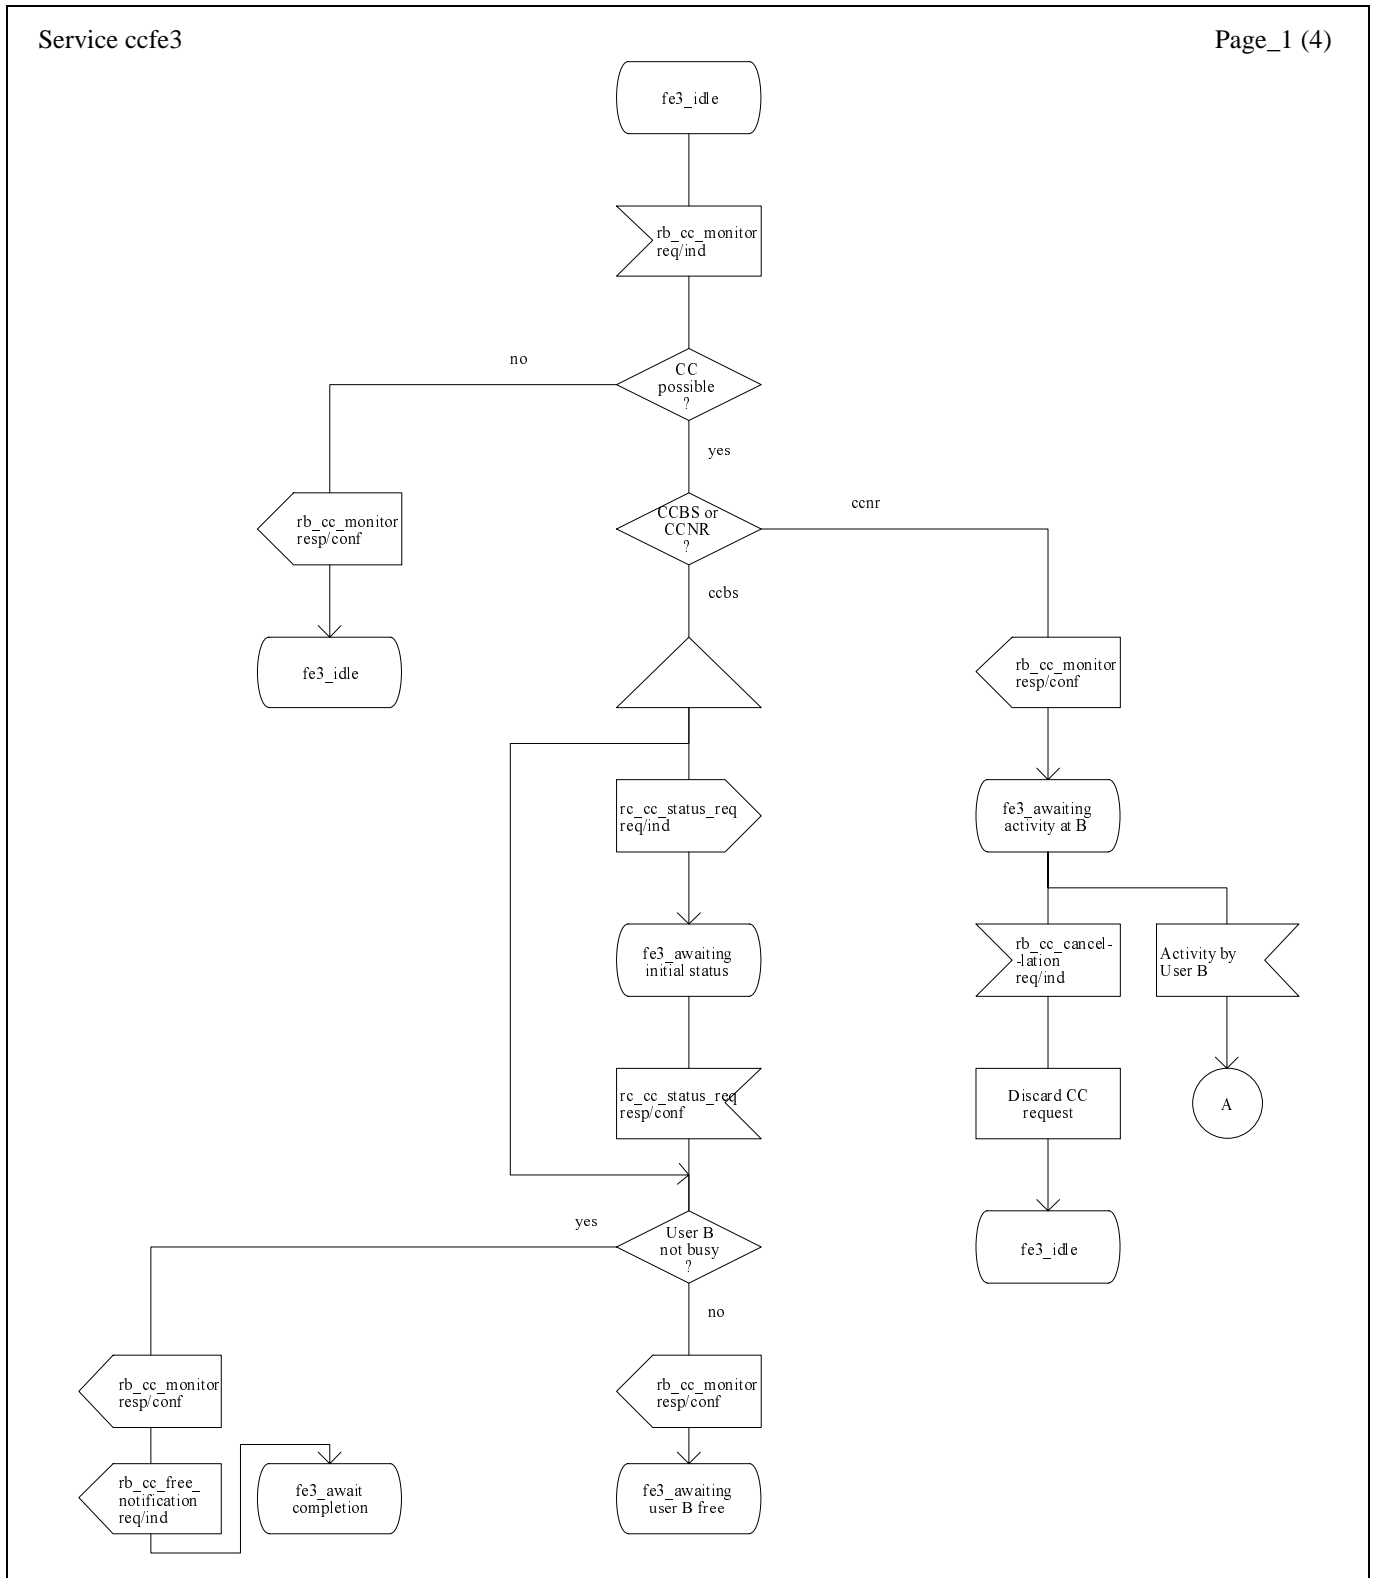 Service ccfe3
Page_1 (4)
fe3_idle
rb_cc_monitor
req/ind
no
CC
possible
?
yes
rb_cc_monitor
resp/conf
CCBS or
CCNR
?
ccnr
ccbs
fe3_idle
rb_cc_monitor
resp/conf
rc_cc_status_req
req/ind
fe3_awaiting
activity at B
fe3_awaiting
initial status
rb_cc_cancel-
-lation
req/ind
Activity by
User B
rc_cc_status_req
resp/conf
Discard CC
request
A
yes
User B
not busy
?
fe3_idle
no
rb_cc_monitor
resp/conf
rb_cc_monitor
resp/conf
rb_cc_free_
notification
req/ind
fe3_await
completion
fe3_awaiting
user B free